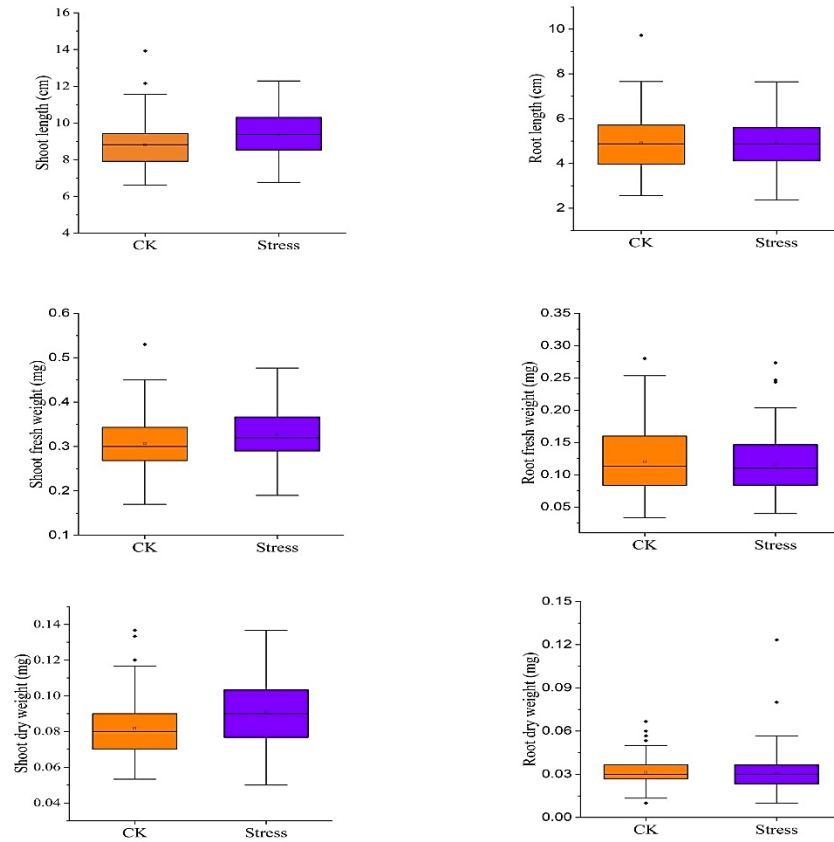 Shoot length (cm)
16
14
12
10
8
6
4
CK
Stress
Root length (cm)
10
8
6
4
2
CK
Stress
Shoot fresh weight (mg)
0.6
0.5
0.4
0.3
0.2
0.1
CK
Stress
Root fresh weight (mg)
0.35
0.30
0.25
0.20
0.15
0.10
0.05
CK
Stress
Shoot dry weight (mg)
0.14
0.12
0.10
0.08
0.06
0.04
CK
Stress
Root dry weight (mg)
0.15
0.12
0.09
0.06
0.03
0.00
CK
Stress